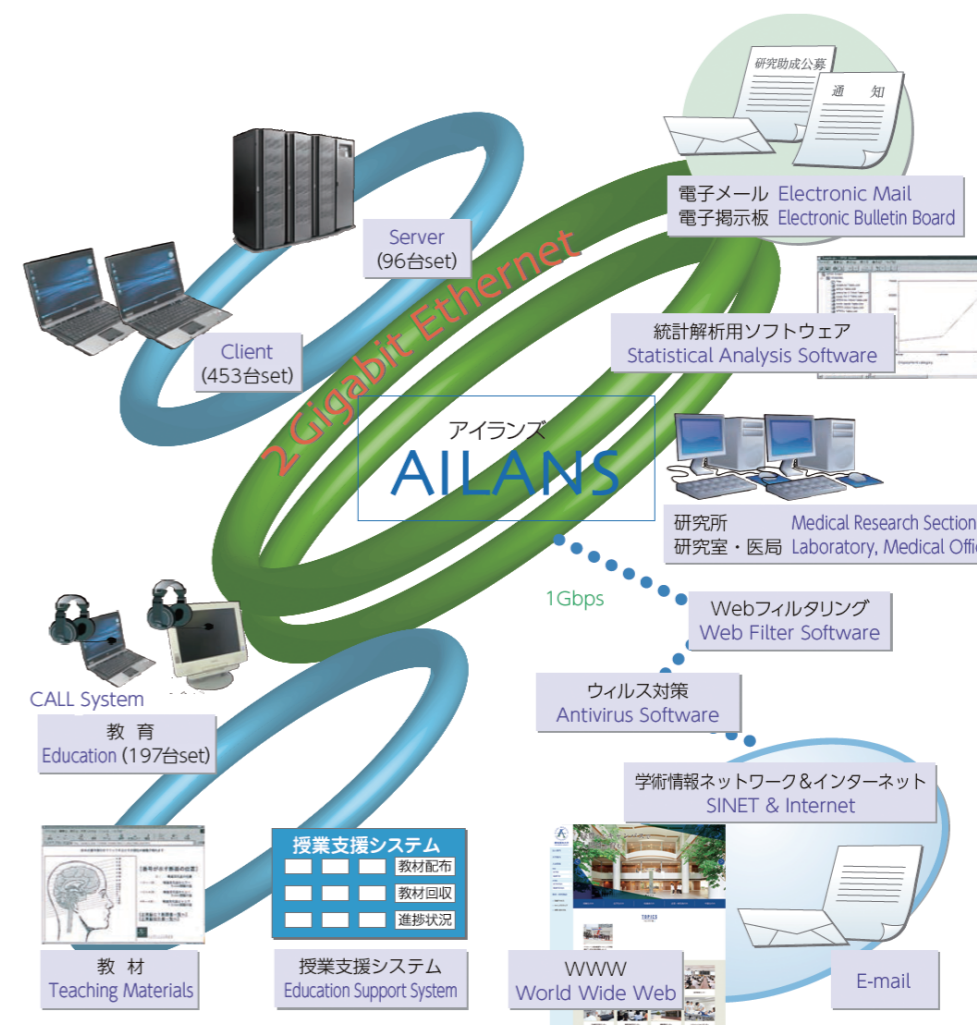 研究助成公募
通 知
電子メール Electronic Mail
電子掲示板 Electronic Bulletin Board
Server
(96台set)
2 Gigabit Ethernet
Client
(453台set)
統計解析用ソフトウェア
Statistical Analysis Software
アイランズ
AILANS
研究所 Medical Research Section
研究室・医局 Laboratory, Medical Offi
1Gbps
Webフィルタリング
Web Filter Software
CALL System
ウィルス対策
Antivirus Software
教 育
Education (197台set)
学術情報ネットワーク&インターネット
SINET & Internet
授業支援システム
教材配布
教材回収
進捗状況
TOPICS
教 材
Teaching Materials
授業支援システム
Education Support System
WWW
World Wide Web
E-mail